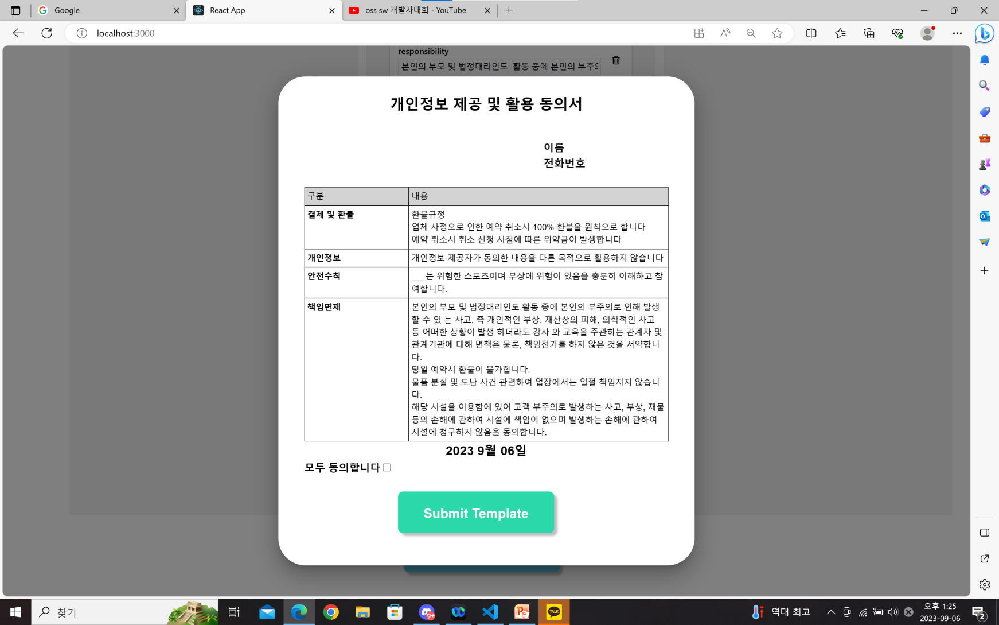 Google
React App
oss sw 개발자대회 - YouTube
localhost:3000
responsibility
본인의 부모 및 법정대리인도 활동 중에 본인의 부주의
개인정보 제공 및 활용 동의서
이름
전화번호
구분 내용
결제 및 환불 환불규정
업체 사정으로 인한 예약 취소시 100% 환불을 원칙으로 합니다
예약 취소시 취소 신청 시점에 따른 위약금이 발생합니다
개인정보 개인정보 제공자가 동의한 내용을 다른 목적으로 활용하지 않습니다
안전수칙 ___는 위험한 스포츠이며 부상에 위험이 있음을 충분히 이해하고 참
여합니다.
책임면제 본인의 부모 및 법정대리인도 활동 중에 본인의 부주의로 인해 발생
할 수 있 는 사고, 즉 개인적인 부상, 재산상의 피해, 의학적인 사고
등 어떠한 상황이 발생 하더라도 강사 와 교육을 주관하는 관계자 및
관계기관에 대해 면책은 물론, 책임전가를 하지 않은 것을 서약합니
다.
당일 예약시 환불이 불가합니다.
물품 분실 및 도난 사건 관련하여 업장에서는 일절 책임지지 않습니
다.
해당 시설을 이용함에 있어 고객 부주의로 발생하는 사고, 부상, 재물
등의 손해에 관하여 시설에 책임이 없으며 발생하는 손해에 관하여
시설에 청구하지 않음을 동의합니다.
2023 9월 06일
모두 동의합니다
Submit Template
찾기
9+
TALK
역대 최고
오후 1:25
2023-09-06
2